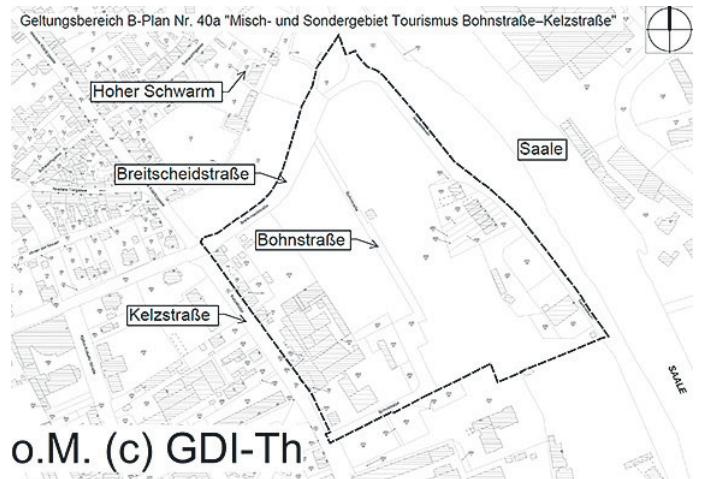 Geltungsbereich B-Plan Nr. 40a "Misch- und Sondergebiet Tourismus Bohnstraße–Kelzstraße"
Hoher Schwarm
Saale
Breitscheidstraße
Bohnstraße
Kelzstraße
SAALE
o.M. (c) GDI-Th